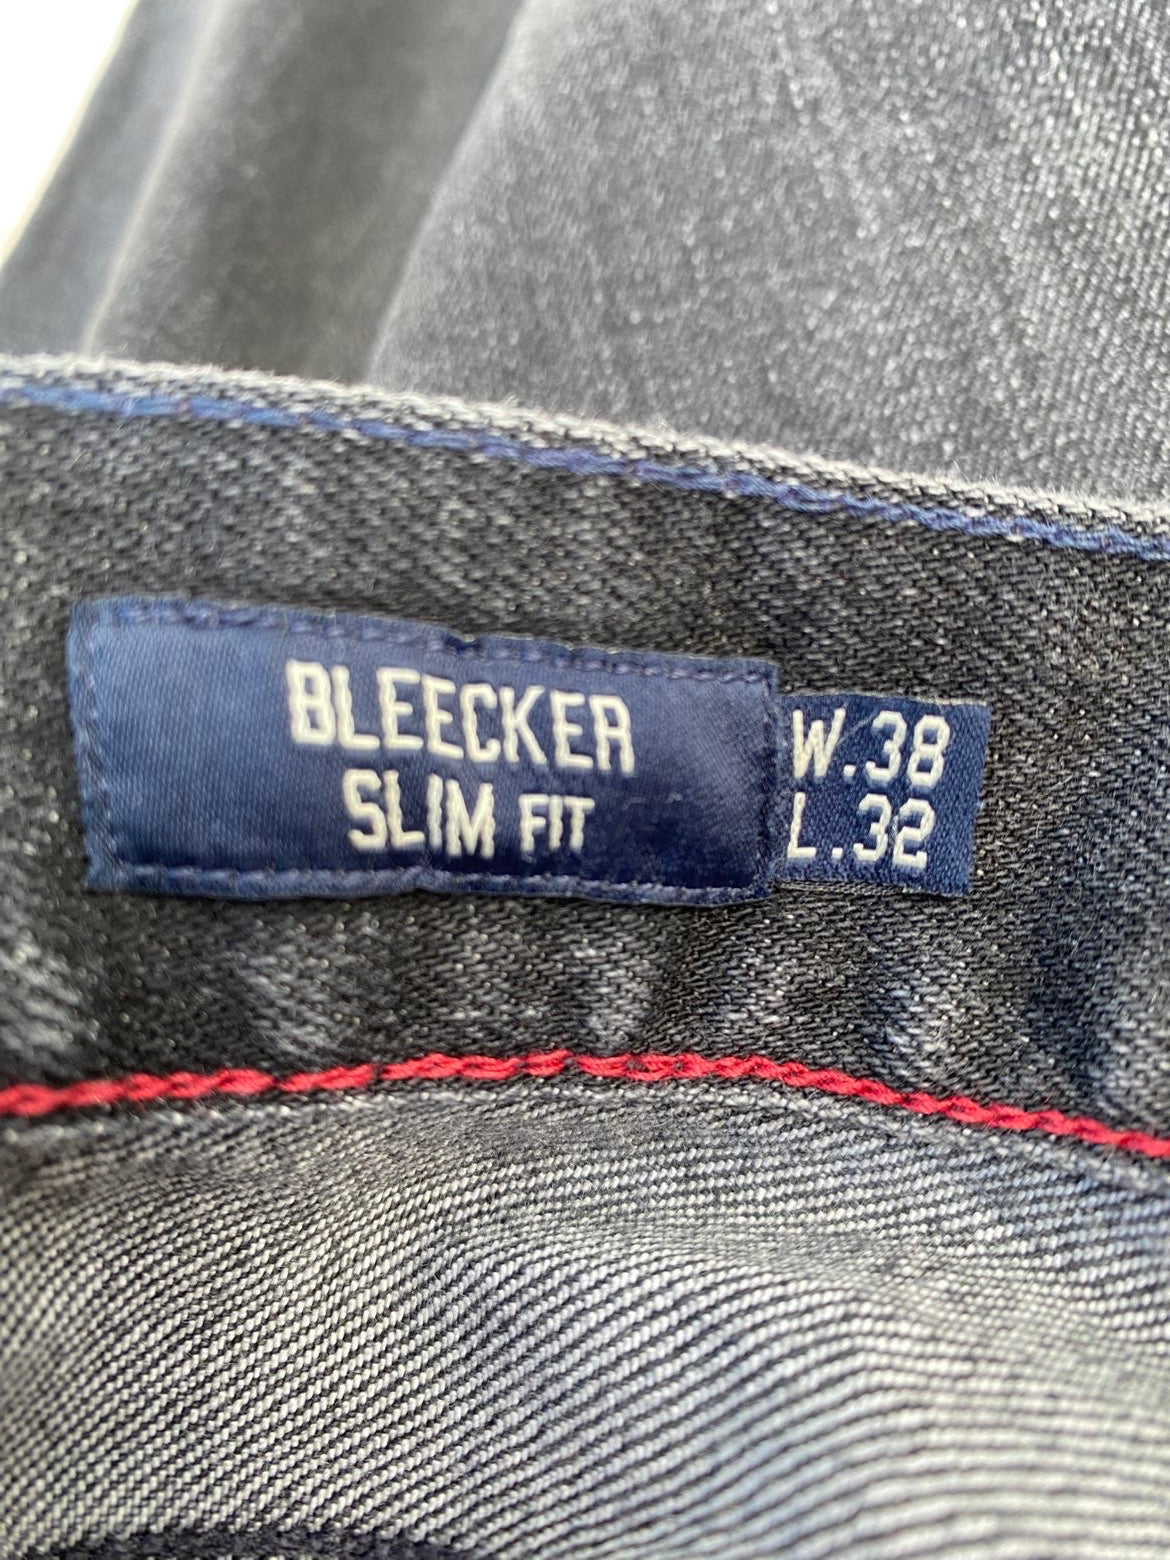 BLEECKER
SLIM FIT
W.38
L.32